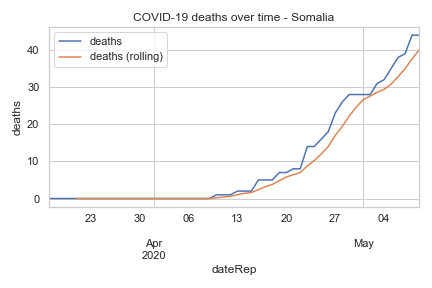 COVID-19 deaths over time - Somalia
deaths
deaths (rolling)
deaths
40
30
20
10
0
23 30 06 13 20 27 04
Apr May
2020
dateRep